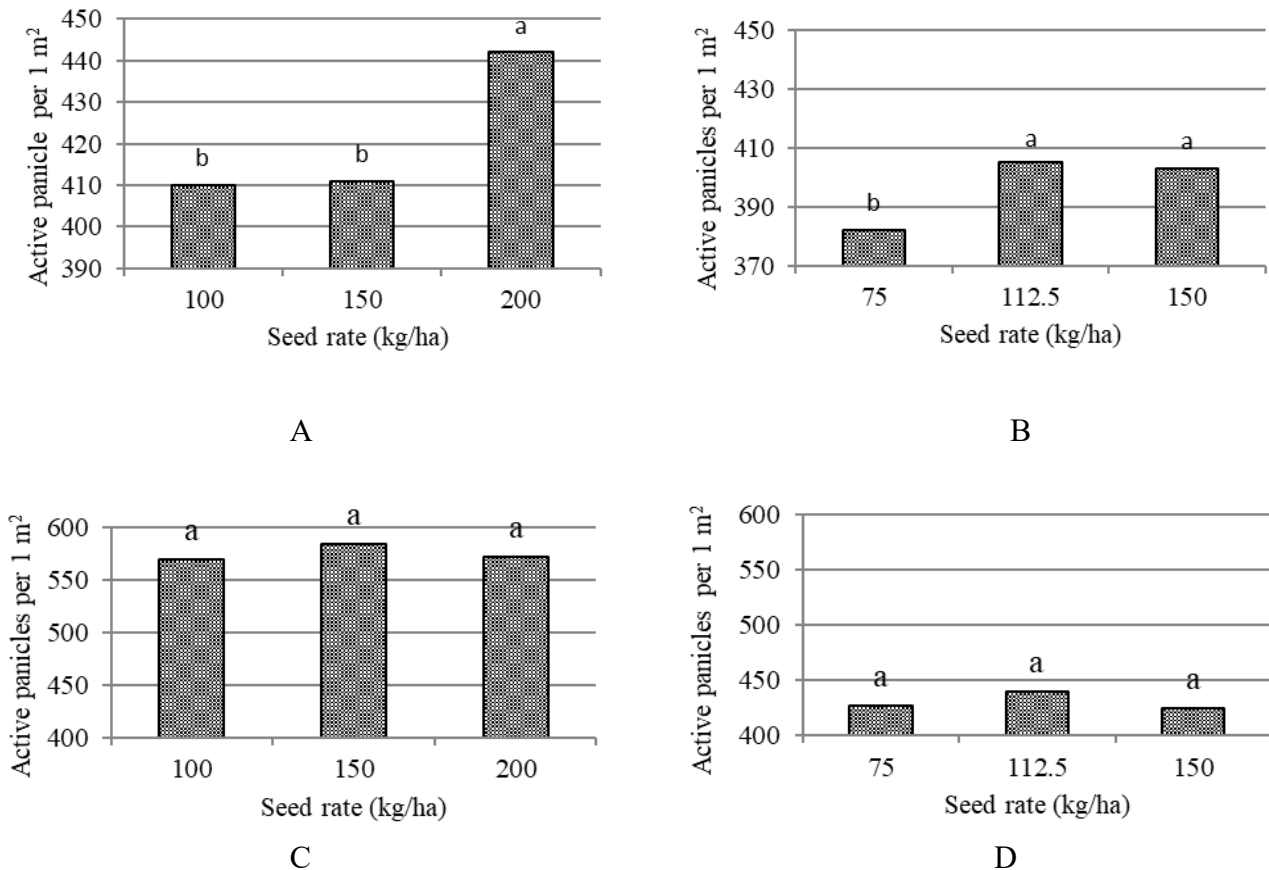 Active panicle per 1 m²
450
440
430
420
410
400
390
b
b
a
100
150
200
Seed rate (kg/ha)
A
Active panicles per 1 m²
450
430
410
390
370
b
a
a
75
112.5
150
Seed rate (kg/ha)
B
Active panicles per 1 m²
600
550
500
450
400
a
a
a
100
150
200
Seed rate (kg/ha)
C
Active panicles per 1 m²
600
550
500
450
400
a
a
a
75
112.5
150
Seed rate (kg/ha)
D